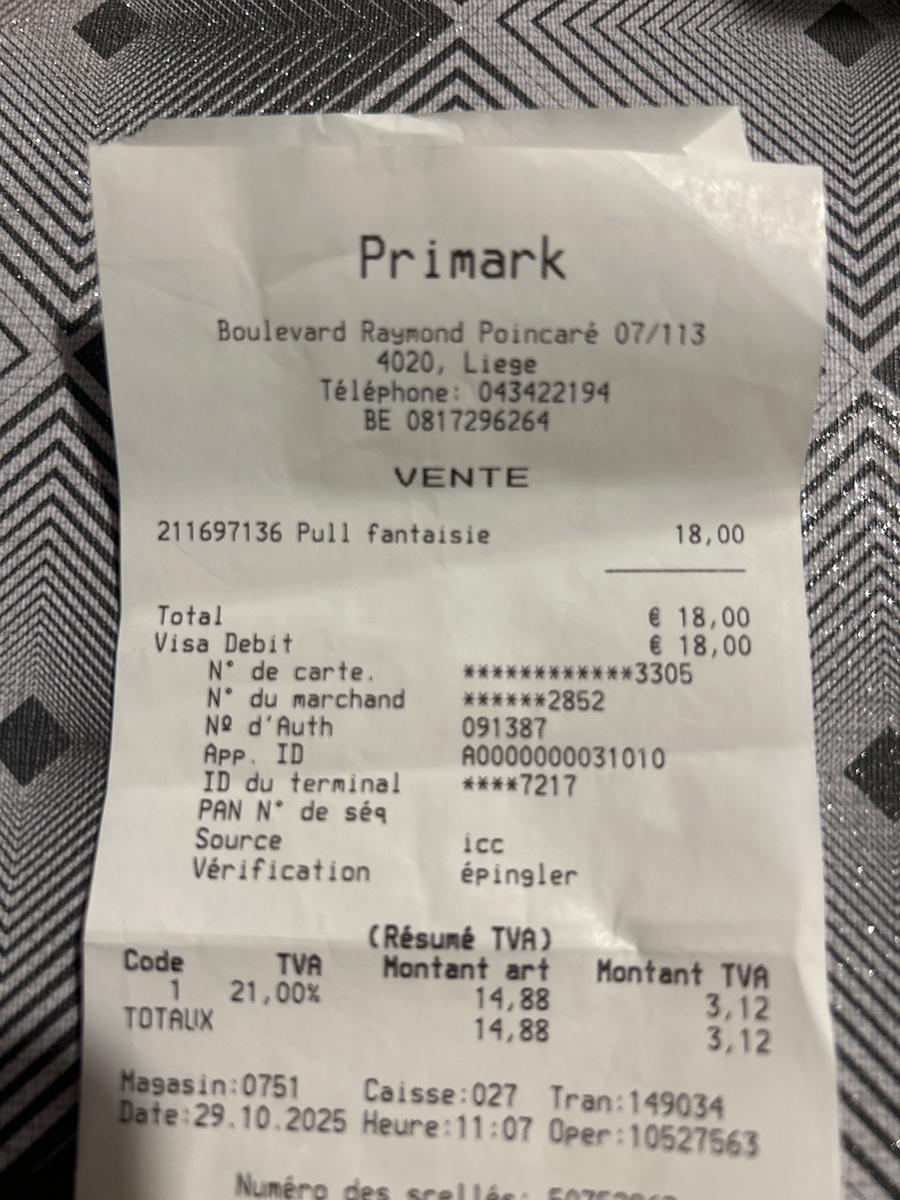 Primark
Boulevard Raymond Poincaré 07/113
4020, Liege
Téléphone: 043422194
BE 0817296264
VENTE
211697136 Pull fantaisie 18,00
Total € 18,00
Visa Debit € 18,00
N° de carte. ************3305
N° du marchand ******2852
Nº d'Auth 091387
App. ID A0000000031010
ID du terminal ****7217
PAN N° de séq
Source icc
Vérification épingler
(Résumé TVA)
Code TVA Montant art Montant TVA
1 21,00% 14,88 3,12
TOTAUX 14,88 3,12
Magasin:0751 Caisse:027 Tran:149034
Date:29.10.2025 Heure:11:07 Oper:10527563
Numéro des scellés: